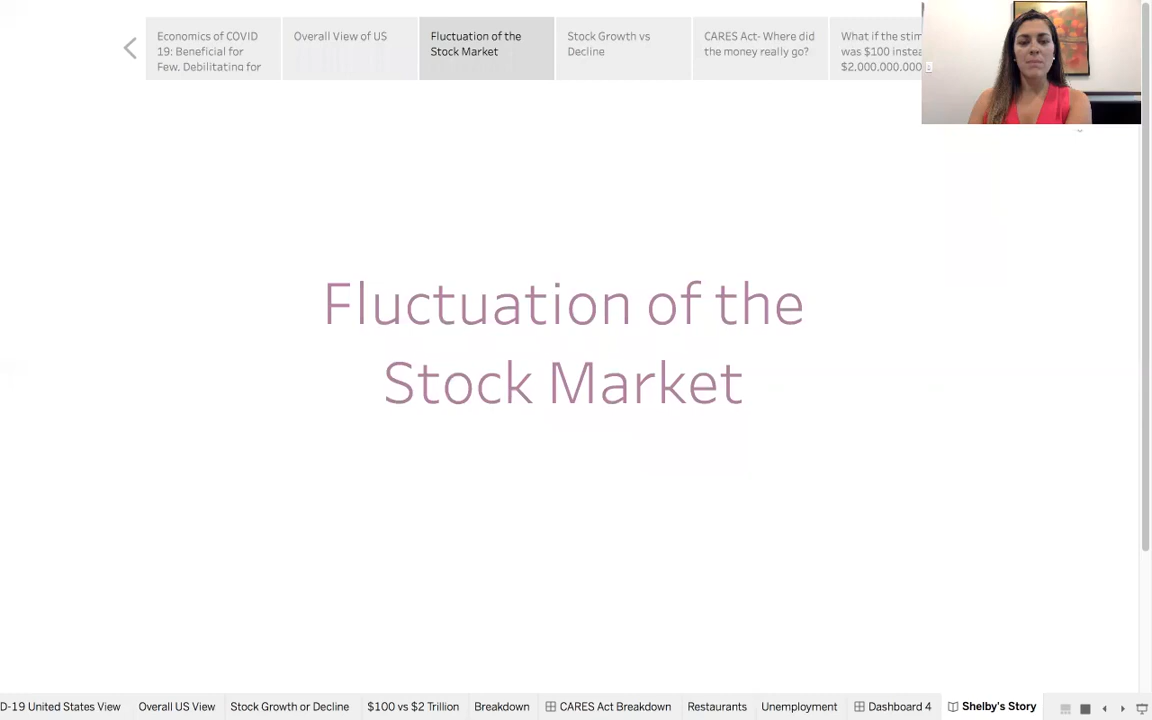 Economics of COVID
19: Beneficial for
Few, Debilitating for
Overall View of US
Fluctuation of the
Stock Market
Stock Growth vs
Decline
CARES Act- Where did
the money really go?
What if the stim
was $100 instea
$2,000,000,000
Fluctuation of the
Stock Market
D-19 United States View
Overall US View
Stock Growth or Decline
$100 vs $2 Trillion
Breakdown
CARES Act Breakdown
Restaurants
Unemployment
Dashboard 4
Shelby's Story